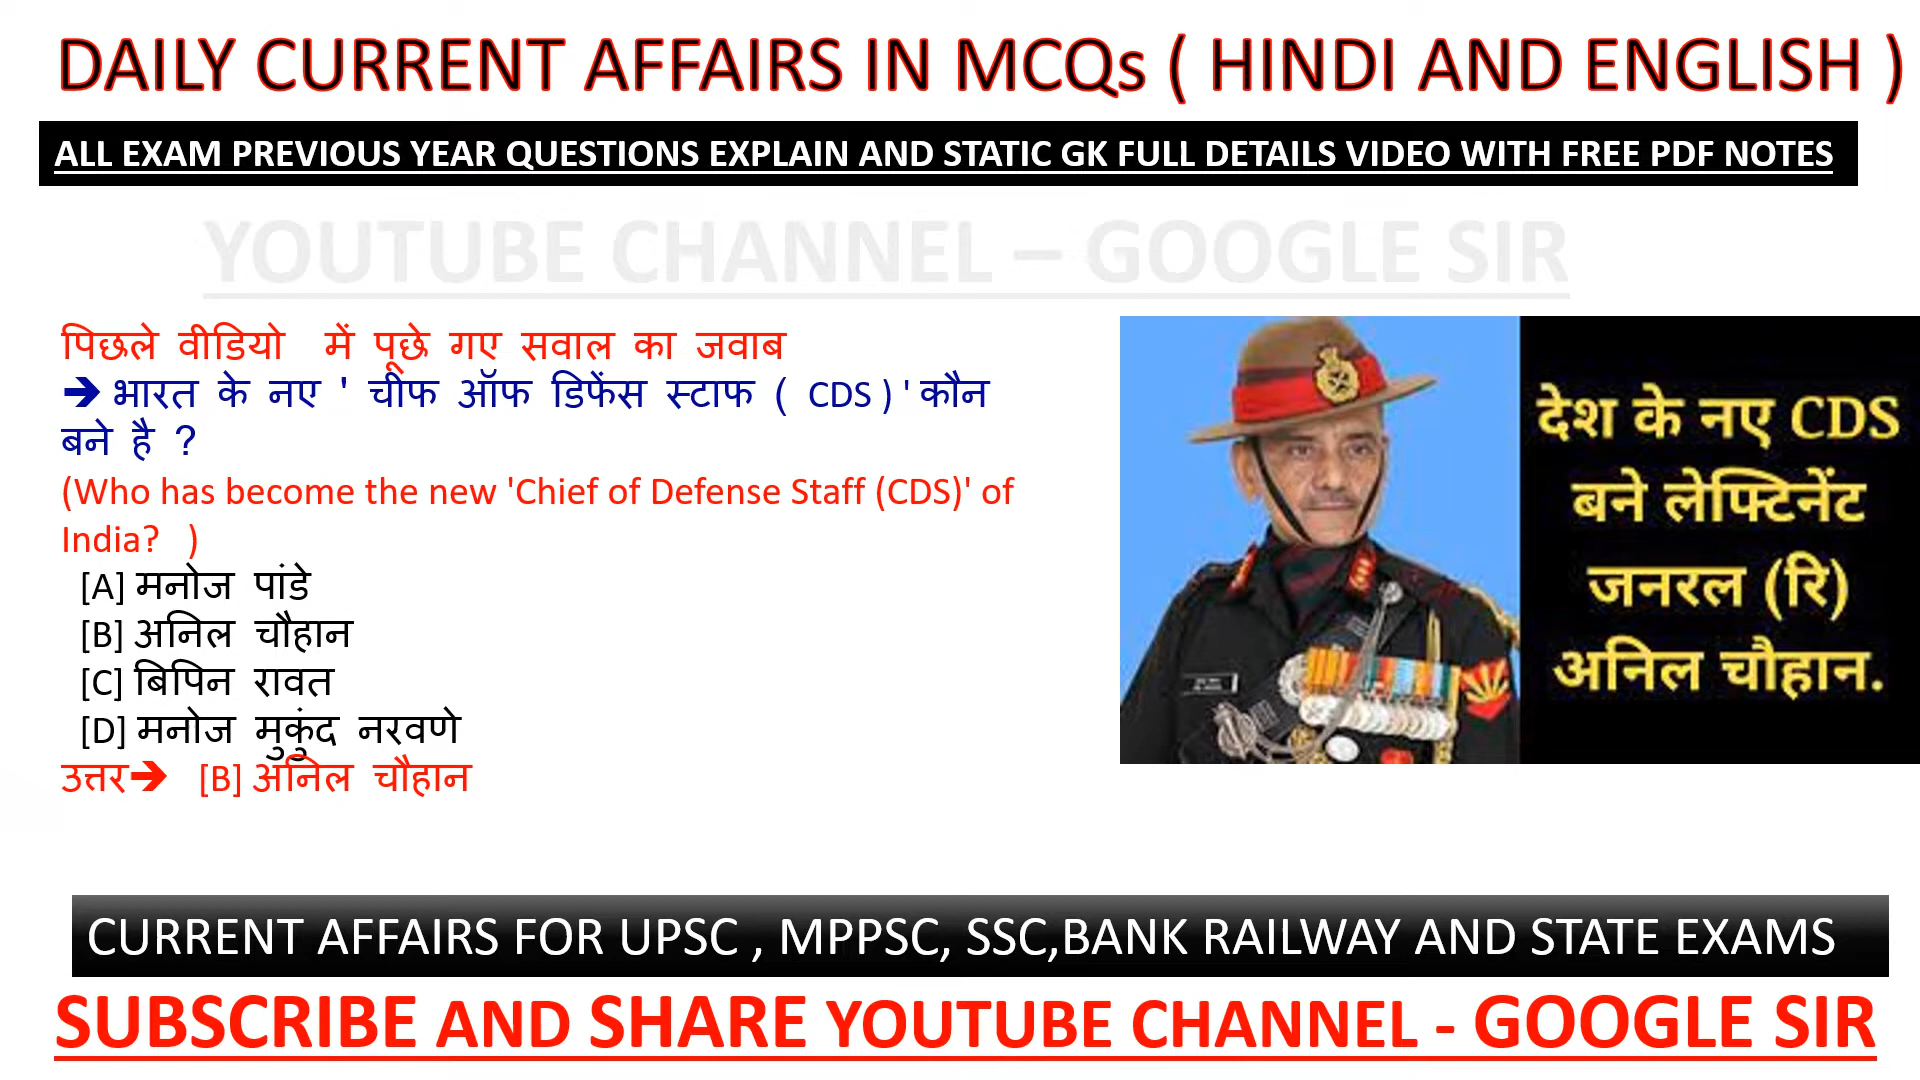 DAILY CURRENT AFFAIRS IN MCQs ( HINDI AND ENGLISH )
ALL EXAM PREVIOUS YEAR QUESTIONS EXPLAIN AND STATIC GK FULL DETAILS VIDEO WITH FREE PDF NOTES
YOUTUBE CHANNEL – GOOGLE SIR
पिछले वीडियो में पूछे गए सवाल का जवाब
➔ भारत के नए ' चीफ ऑफ डिफेंस स्टाफ ( CDS ) ' कौन
बने है ?
(Who has become the new 'Chief of Defense Staff (CDS)' of
India? )
[A] मनोज पांडे
[B] अनिल चौहान
[C] बिपिन रावत
[D] मनोज मुकुंद नरवणे
उत्तर➔ [B] अनिल चौहान
देश के नए CDS
बने लेफ्टिनेंट
जनरल (रि)
अनिल चौहान.
CURRENT AFFAIRS FOR UPSC , MPPSC, SSC,BANK RAILWAY AND STATE EXAMS
SUBSCRIBE AND SHARE YOUTUBE CHANNEL - GOOGLE SIR